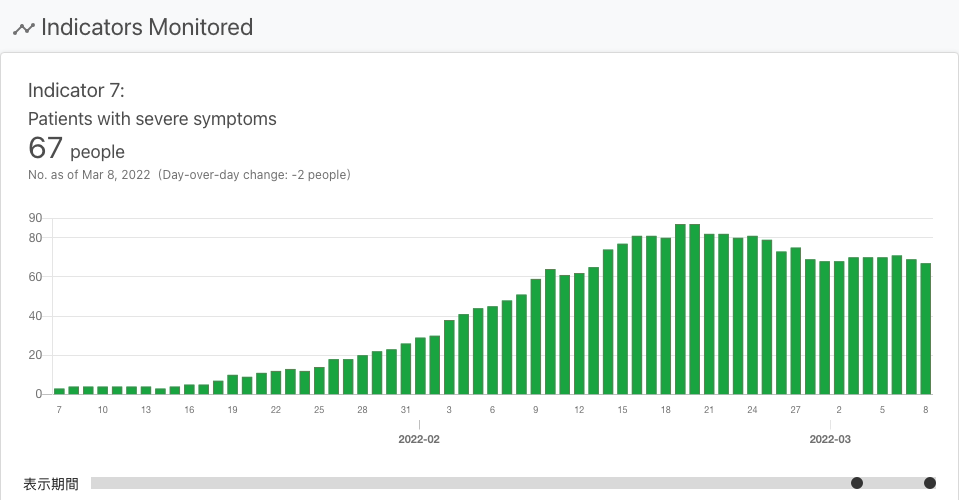 Indicators Monitored
Indicator 7:
Patients with severe symptoms
67 people
No. as of Mar 8, 2022 (Day-over-day change: -2 people)
90
80
60
40
20
0
7 10 13 16 19 22 25 28 31 3 6 9 12 15 18 21 24 27 2 5 8
2022-02 2022-03
表示期間